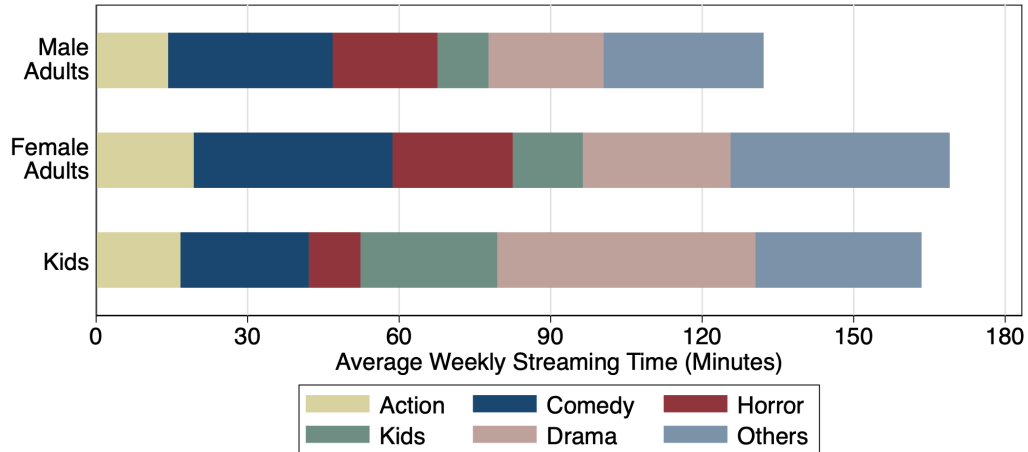 Male
Adults
Female
Adults
Kids
0 30 60 90 120 150 180
Average Weekly Streaming Time (Minutes)
Action Comedy Horror
Kids Drama Others